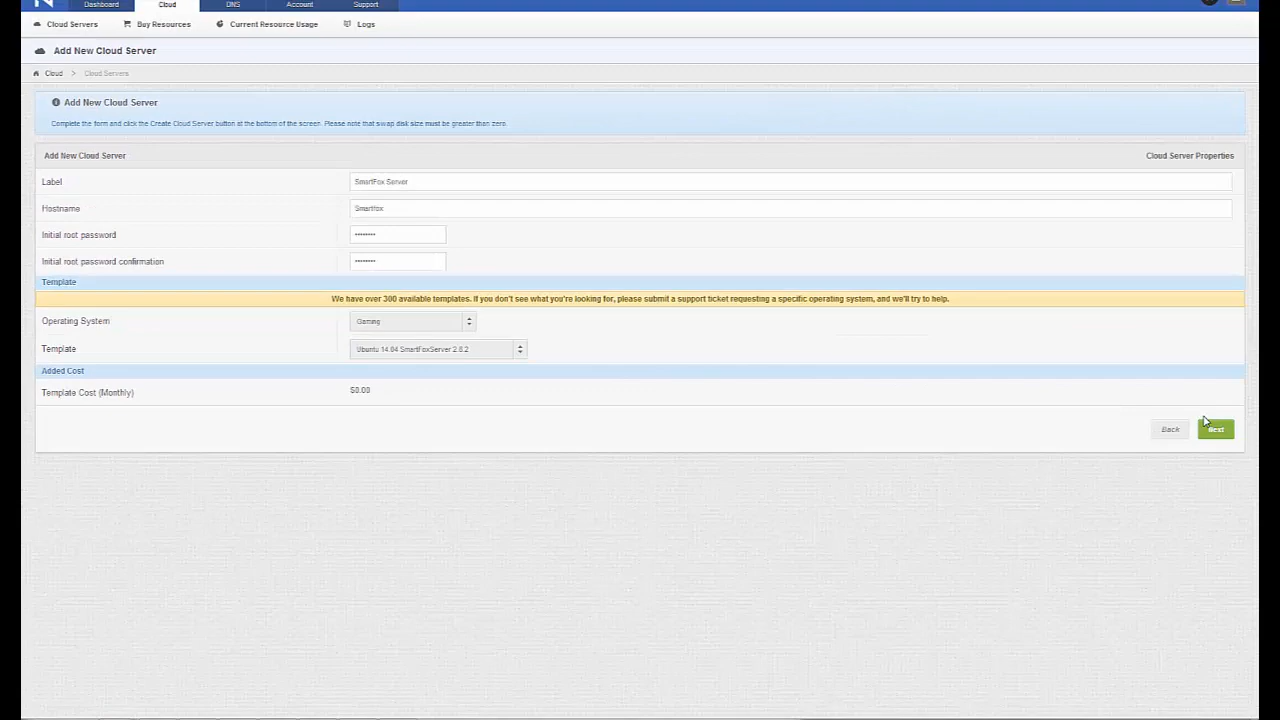 Dashboard Cloud DNS Account Support
Cloud Servers Buy Resources Current Resource Usage Logs
Add New Cloud Server
Cloud > Cloud Servers
Add New Cloud Server
Complete the form and click the Create Cloud Server button at the bottom of the screen. Please note that swap disk size must be greater than zero.
Add New Cloud Server Cloud Server Properties
Label SmartFox Server
Hostname Smartfox
Initial root password ••••••••
Initial root password confirmation ••••••••
Template
We have over 300 available templates. If you don't see what you're looking for, please submit a support ticket requesting a specific operating system, and we'll try to help.
Operating System Gaming
Template Ubuntu 14.04 SmartFoxServer 2.8.2
Added Cost
Template Cost (Monthly) $0.00
Back Next